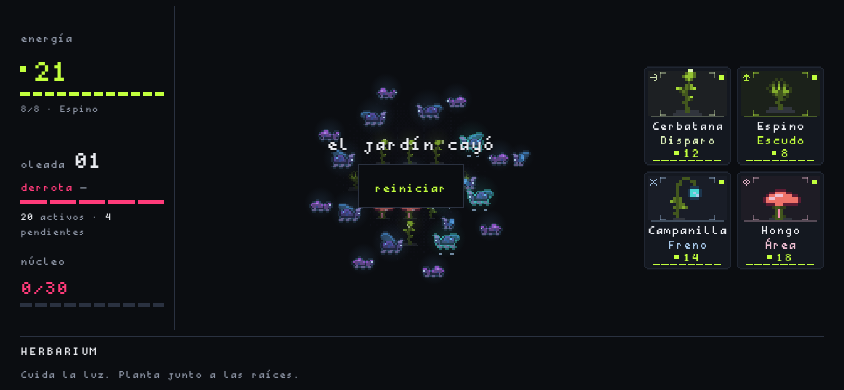 energía
21
8/8 · Espino
oleada 01
derrota —
20 activos · 4
pendientes
núcleo
0/30
el jardín cayó
reiniciar
Cerbatana
Disparo
12
Espino
Escudo
8
Campanilla
Freno
14
Hongo
Área
18
HERBARIUM
Cuida la luz. Planta junto a las raíces.